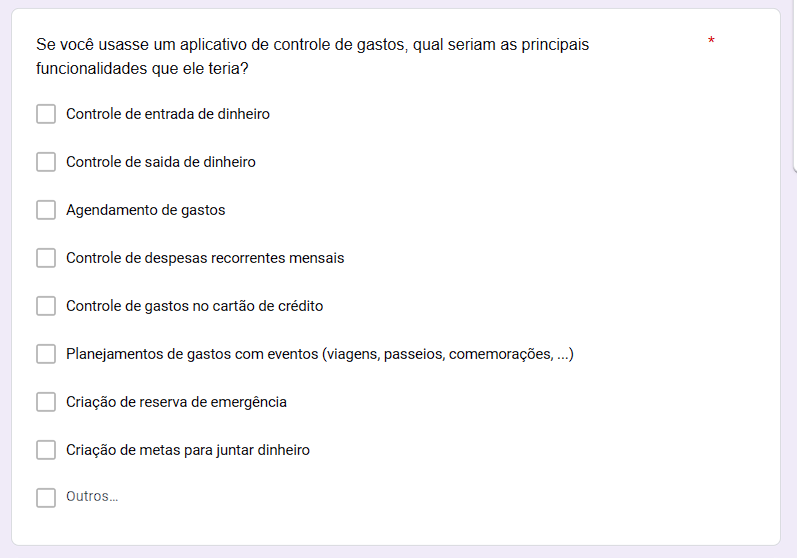 Se você usasse um aplicativo de controle de gastos, qual seriam as principais *
funcionalidades que ele teria?
Controle de entrada de dinheiro
Controle de saida de dinheiro
Agendamento de gastos
Controle de despesas recorrentes mensais
Controle de gastos no cartão de crédito
Planejamentos de gastos com eventos (viagens, passeios, comemorações, ...)
Criação de reserva de emergência
Criação de metas para juntar dinheiro
Outros...